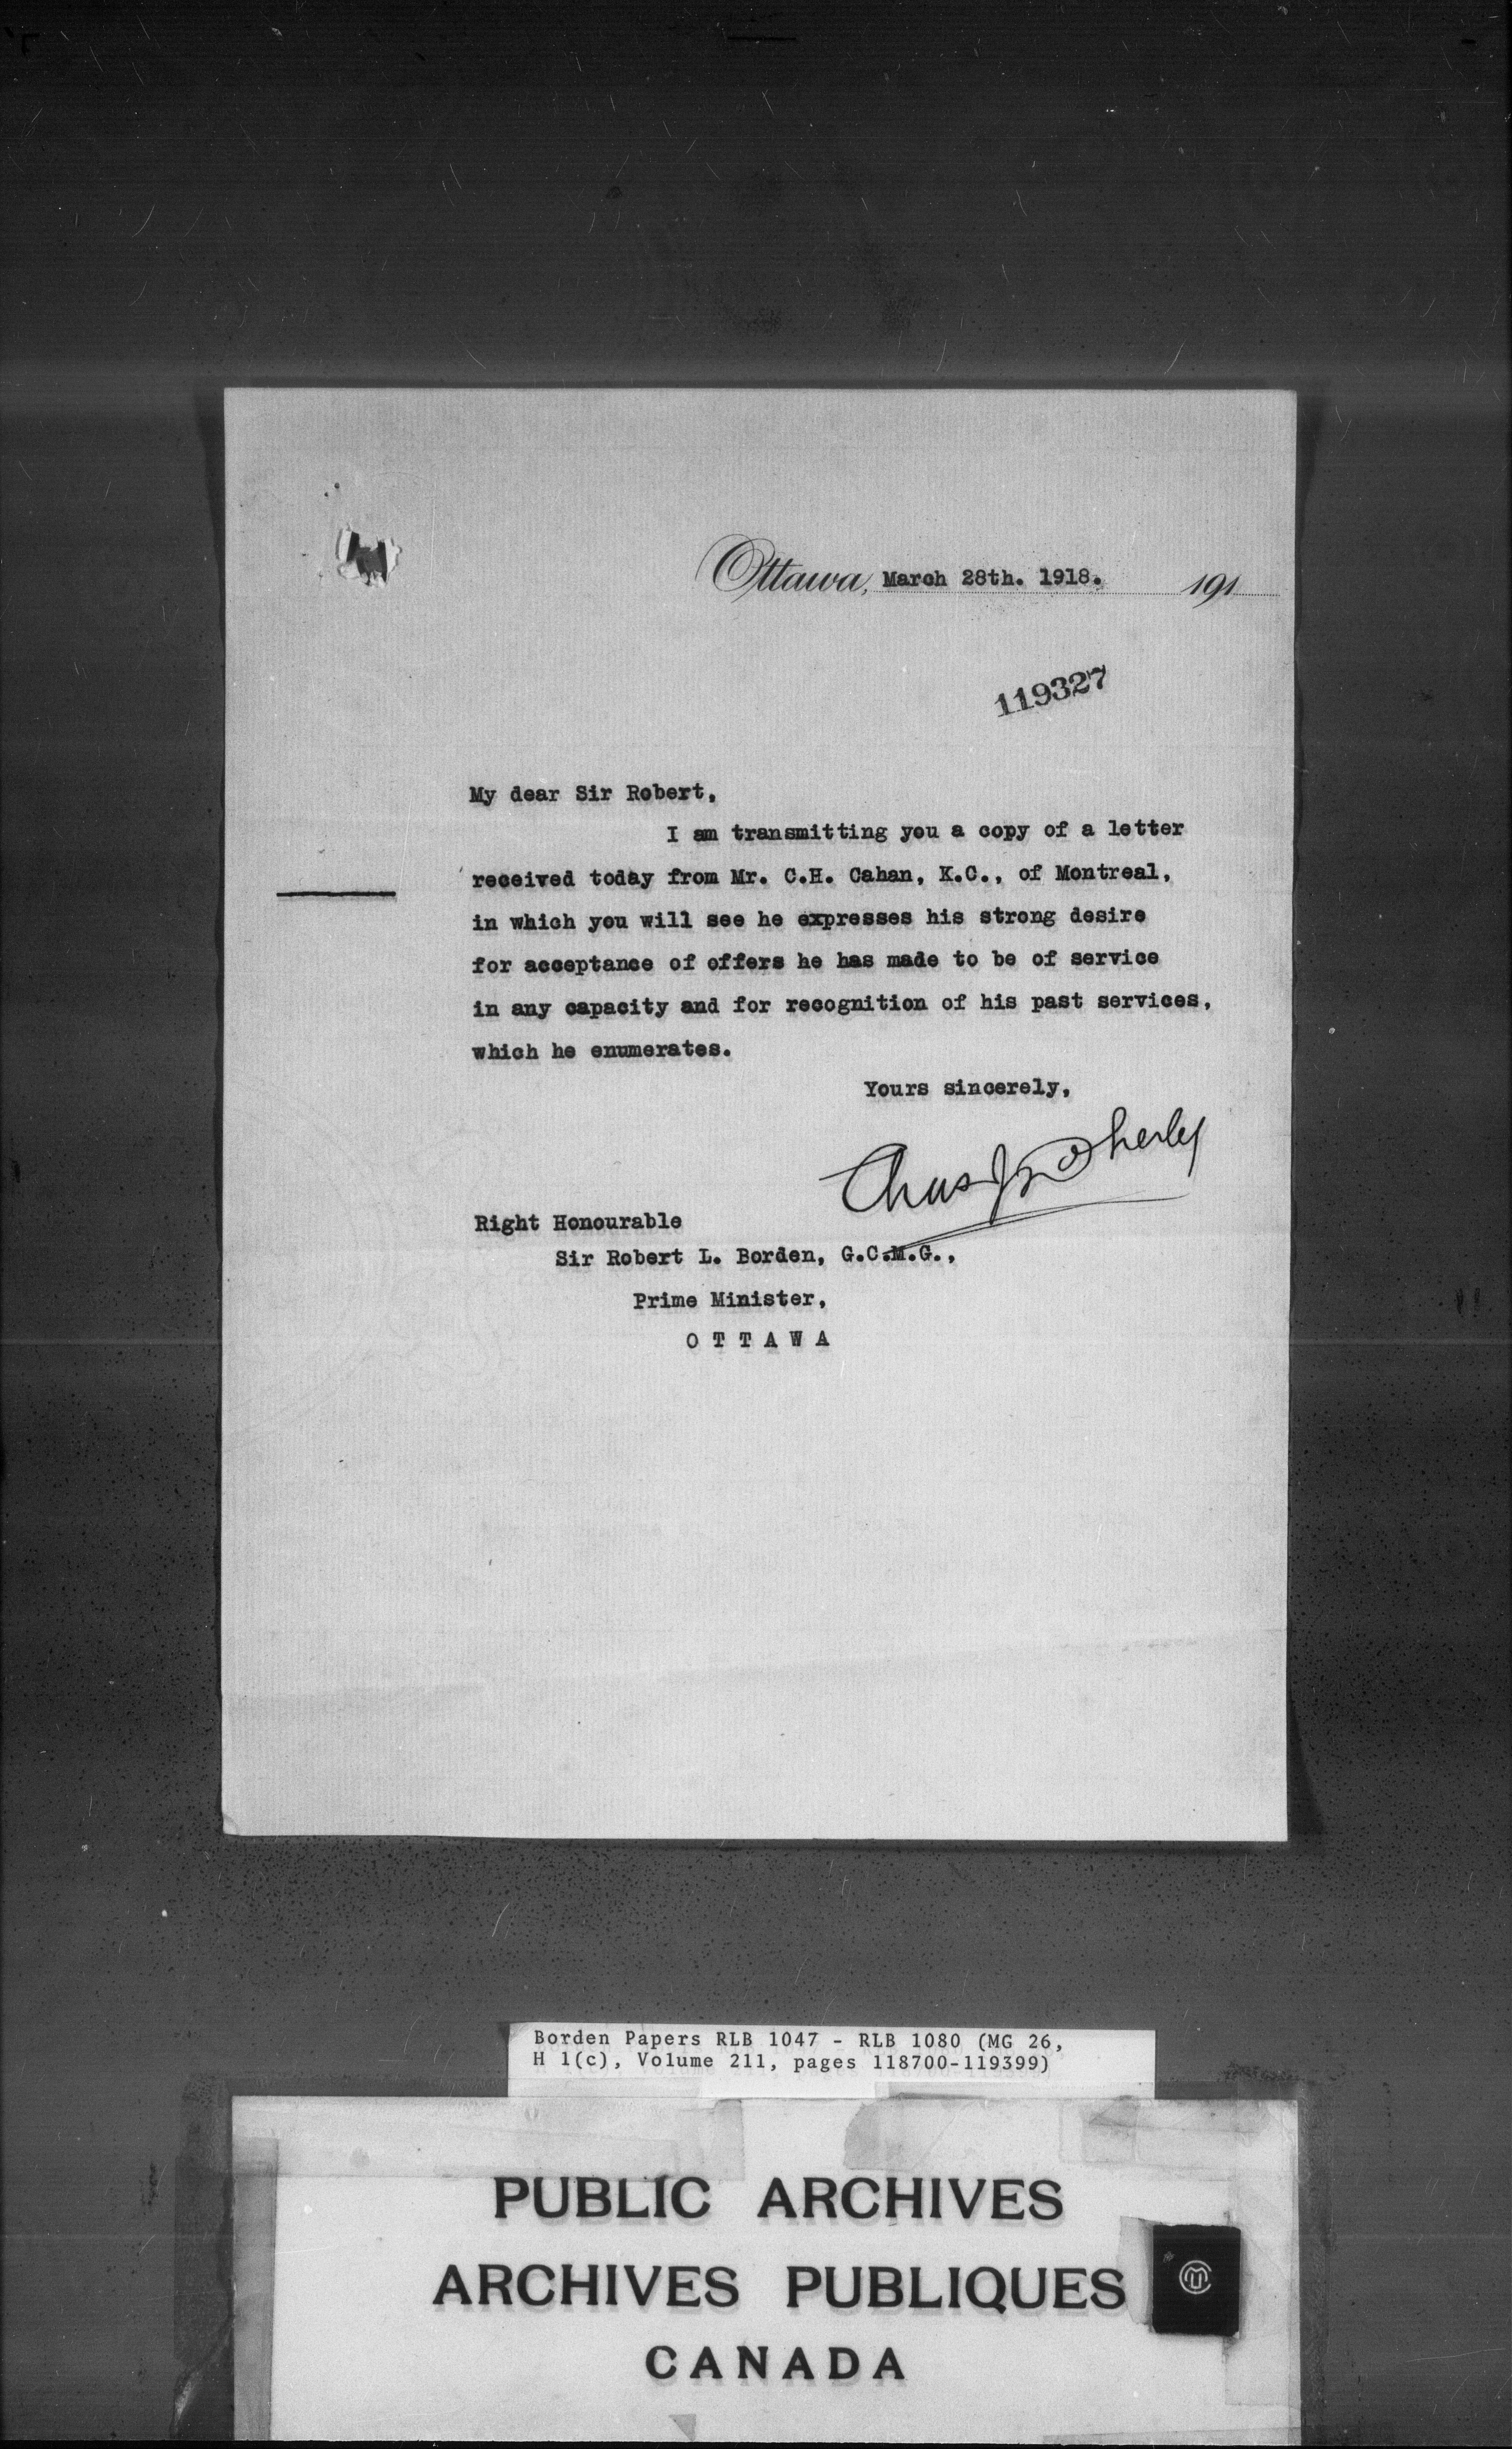 Ottawa, March 28th. 1918. 191
119327
My dear Sir Robert,
I am transmitting you a copy of a letter
received today from Mr. C.H. Cahan, K.C., of Montreal,
in which you will see he expresses his strong desire
for acceptance of offers he has made to be of service
in any capacity and for recognition of his past services,
which he enumerates.
Yours sincerely,
Chas J Doherty
Right Honourable
Sir Robert L. Borden, G.C.M.G.,
Prime Minister,
O T T A W A
Borden Papers RLB 1047 - RLB 1080 (MG 26,
H 1(c), Volume 211, pages 118700-119399)
PUBLIC ARCHIVES
ARCHIVES PUBLIQUES
CANADA